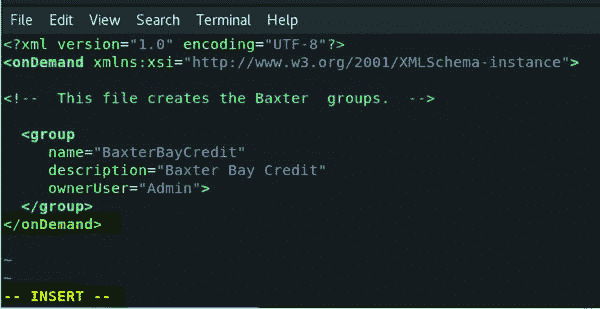 File Edit View Search Terminal Help
<?xml version="1.0" encoding="UTF-8"?>
<onDemand xmlns:xsi="http://www.w3.org/2001/XMLSchema-instance">
<!--  This file creates the Baxter  groups.  -->
  <group
     name="BaxterBayCredit"
     description="Baxter Bay Credit"
     ownerUser="Admin">
  </group>
</onDemand>
~
~
-- INSERT --